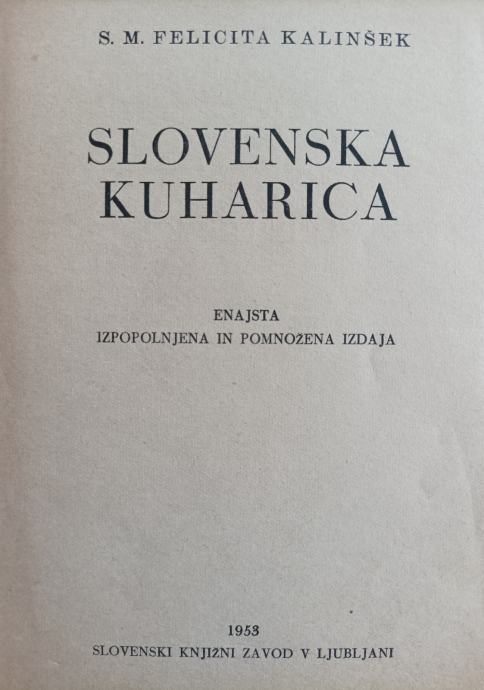 S. M. FELICITA KALINŠEK
SLOVENSKA
KUHARICA
ENAJSTA
IZPOPOLNJENA IN POMNOŽENA IZDAJA
1953
SLOVENSKI KNJIŽNI ZAVOD V LJUBLJANI